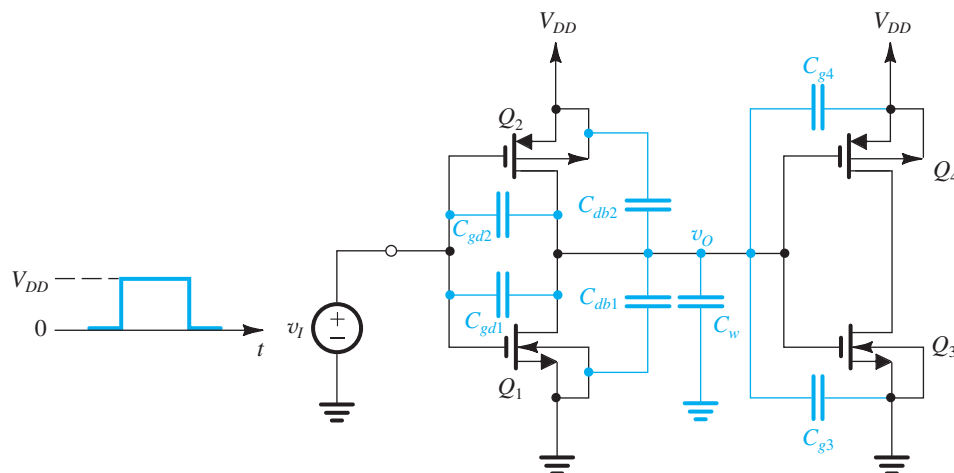 V_DD
V_DD
C_g4
Q_2
Q_4
C_db2
C_gd2
v_O
V_DD
C_db1
0
v_I
+
−
C_gd1
C_w
t
Q_3
Q_1
C_g3